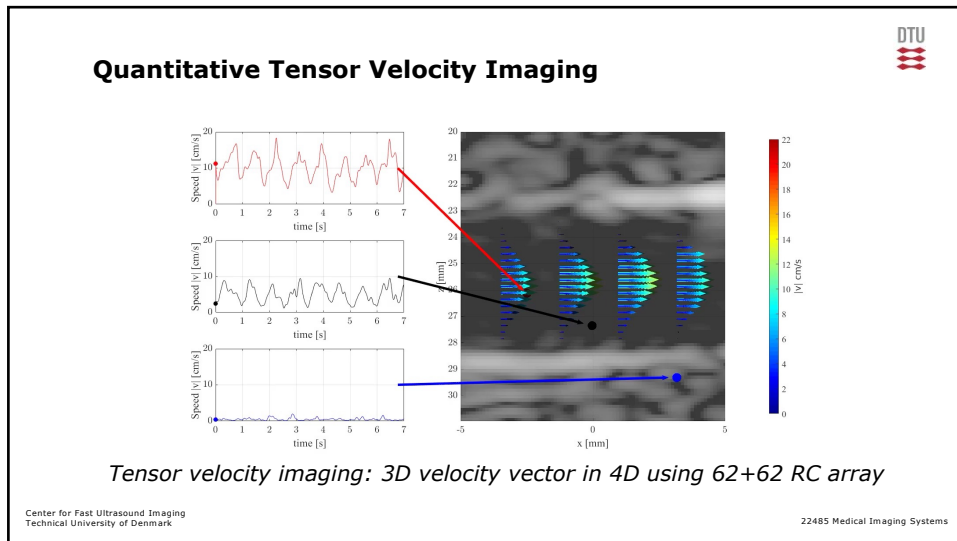 DTU
Quantitative Tensor Velocity Imaging
20
10
0
Speed |v| [cm/s]
0 1 2 3 4 5 6 7
time [s]
20
10
0
Speed |v| [cm/s]
0 1 2 3 4 5 6 7
time [s]
20
10
0
Speed |v| [cm/s]
0 1 2 3 4 5 6 7
time [s]
20
21
22
23
24
25
26
27
28
29
30
[mm]
-5 0 5
x [mm]
22
20
18
16
14
12
10
8
6
4
2
0
|v| cm/s
Tensor velocity imaging: 3D velocity vector in 4D using 62+62 RC array
Center for Fast Ultrasound Imaging
Technical University of Denmark
22485 Medical Imaging Systems